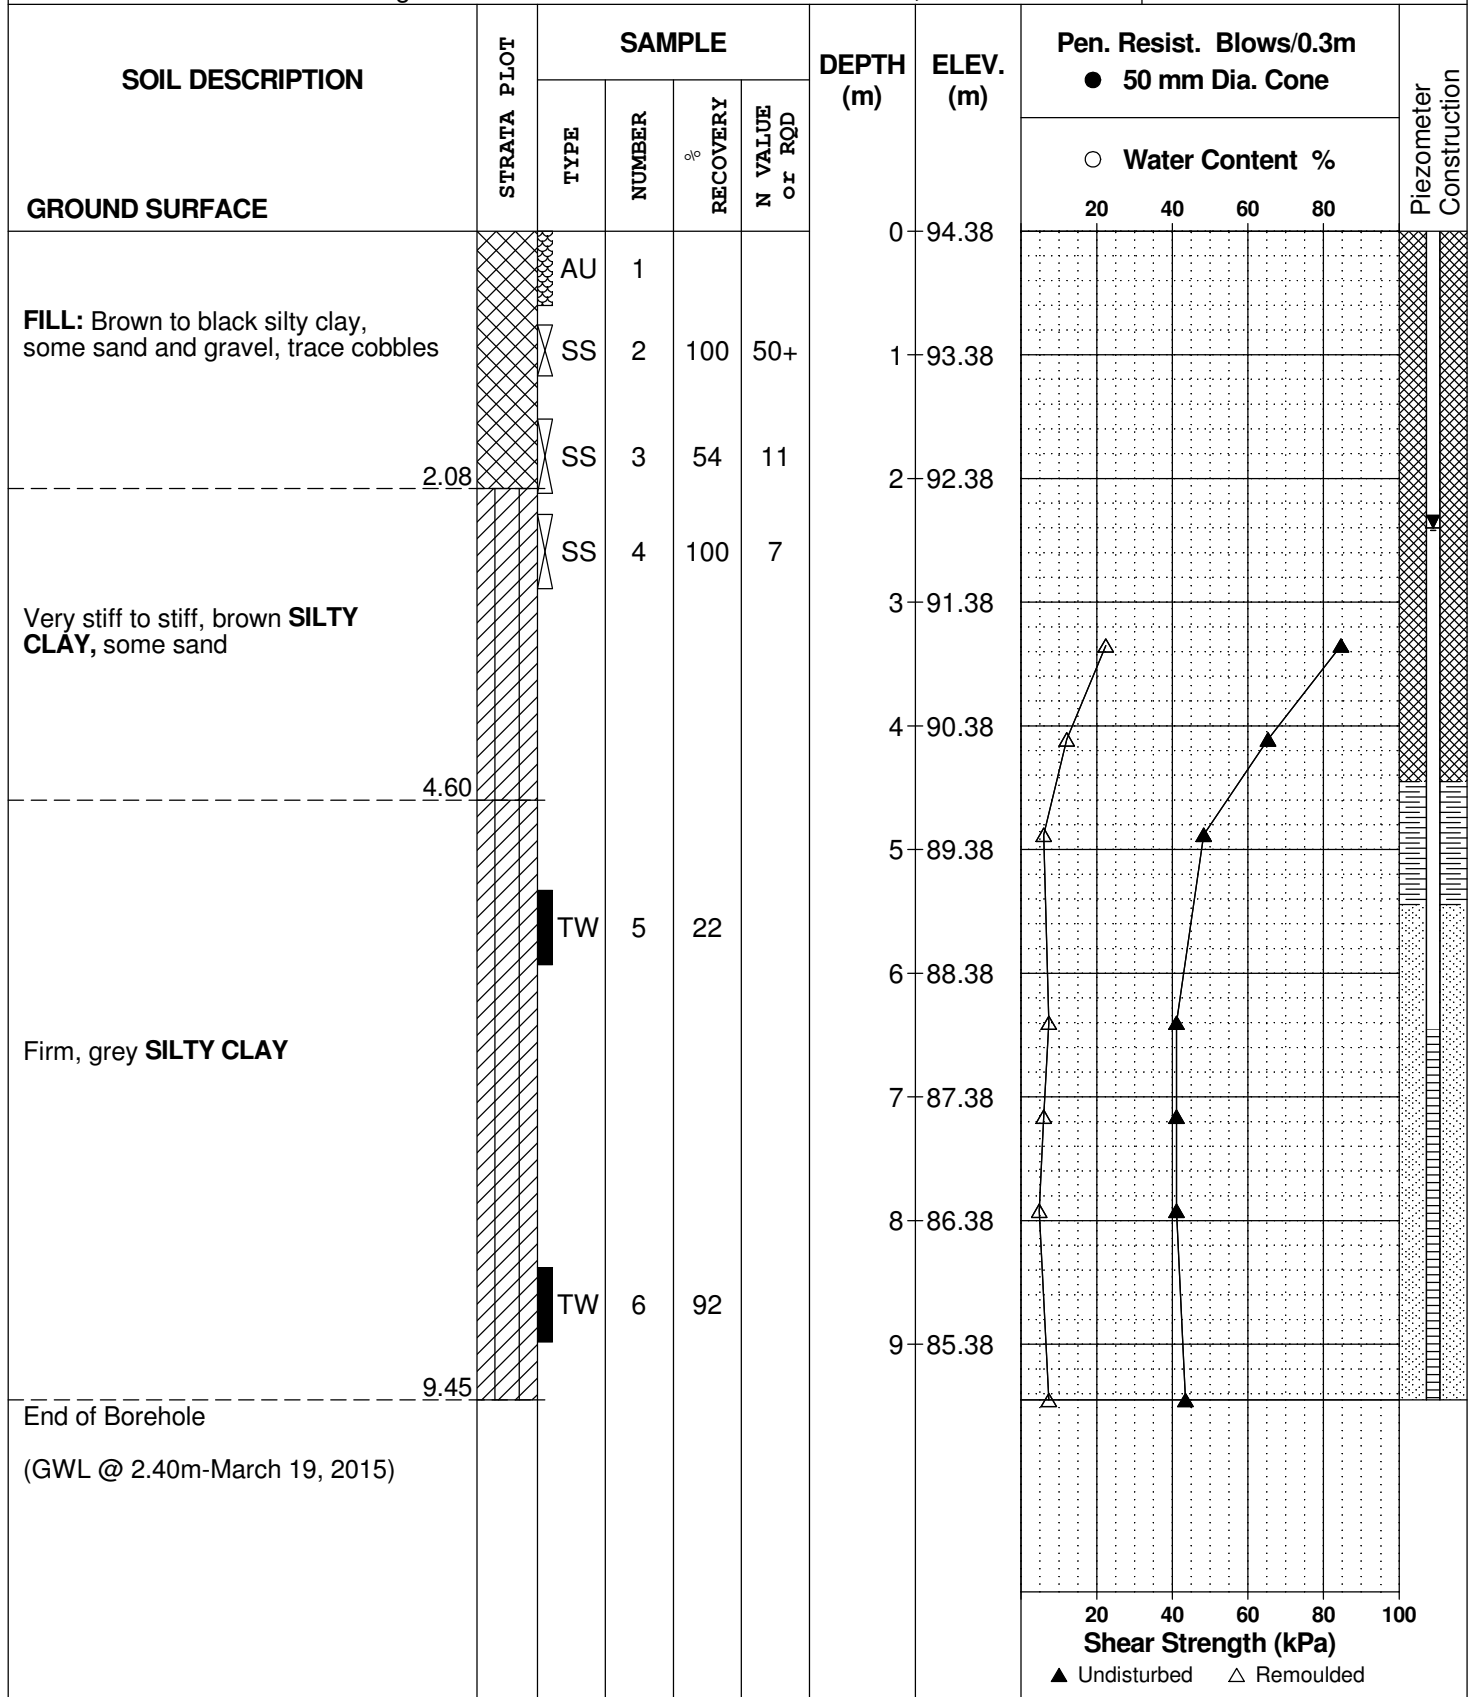 SOIL DESCRIPTION
GROUND SURFACE
STRATA PLOT
SAMPLE
TYPE
NUMBER
%
RECOVERY
N VALUE
or RQD
DEPTH
(m)
ELEV.
(m)
Pen. Resist. Blows/0.3m
● 50 mm Dia. Cone
○ Water Content %
20 40 60 80
Piezometer
Construction
0 94.38
AU 1
FILL: Brown to black silty clay,
some sand and gravel, trace cobbles
SS 2 100 50+
1 93.38
SS 3 54 11
2.08
2 92.38
SS 4 100 7
3 91.38
Very stiff to stiff, brown SILTY
CLAY, some sand
4 90.38
4.60
5 89.38
TW 5 22
6 88.38
Firm, grey SILTY CLAY
7 87.38
8 86.38
TW 6 92
9 85.38
9.45
End of Borehole
(GWL @ 2.40m-March 19, 2015)
20 40 60 80 100
Shear Strength (kPa)
▲ Undisturbed △ Remoulded